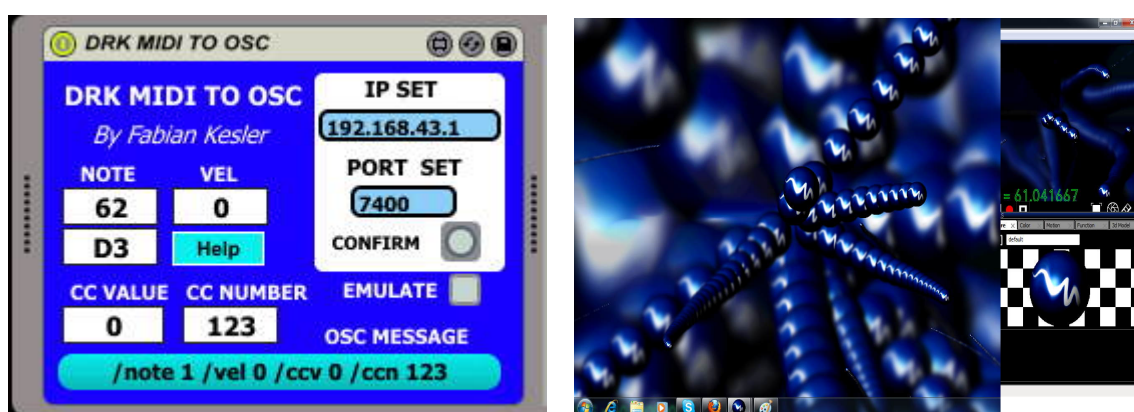 DRK MIDI TO OSC
DRK MIDI TO OSC
By Fabian Kesler
IP SET
192.168.43.1
PORT SET
7400
CONFIRM
NOTE VEL
62 0
D3 Help
CC VALUE CC NUMBER
0 123
EMULATE
OSC MESSAGE
/note 1 /vel 0 /ccv 0 /ccn 123
= 61.041667
Color Motion Function 3d Model
default